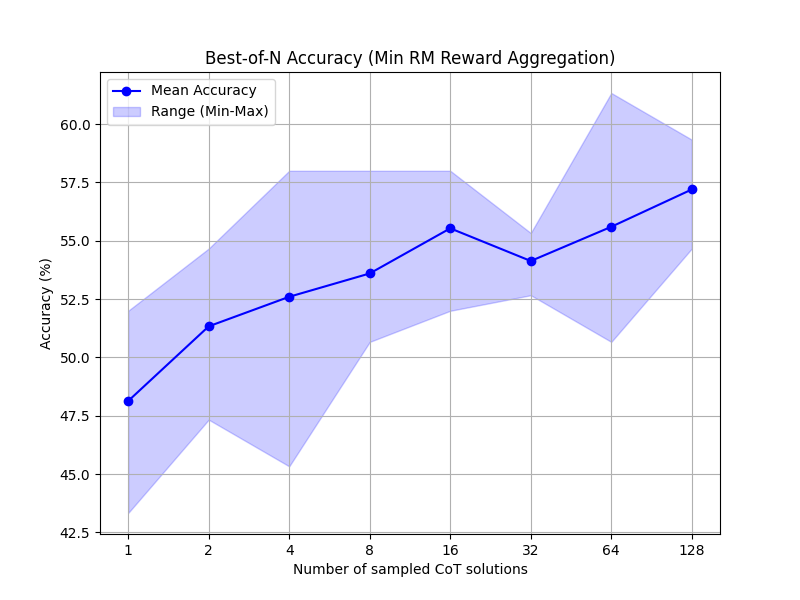 Best-of-N Accuracy (Min RM Reward Aggregation)
Mean Accuracy
Range (Min-Max)
Accuracy (%)
60.0
57.5
55.0
52.5
50.0
47.5
45.0
42.5
1 2 4 8 16 32 64 128
Number of sampled CoT solutions